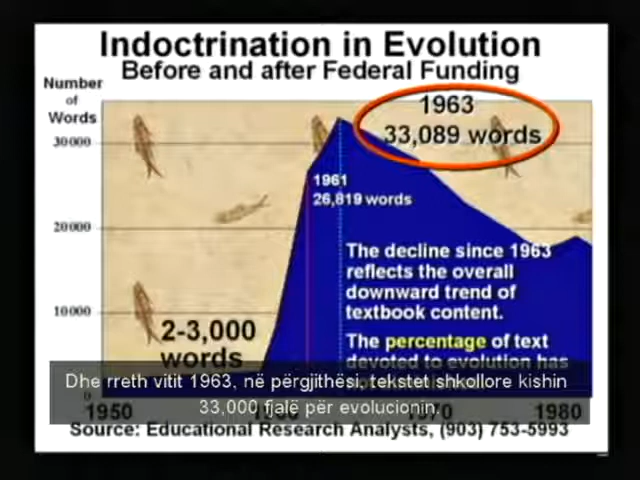 Indoctrination in Evolution
Before and after Federal Funding
Number
of
Words
1963
33,089 words
30000
1961
26,819 words
20000
The decline since 1963
reflects the overall
downward trend of
textbook content.
10000
2-3,000
words
The percentage of text
devoted to evolution has
Dhe rreth vitit 1963, në përgjithësi, tekstet shkollore kishin
33,000 fjalë për evolucionin.
0
1950 1960 1970 1980
Source: Educational Research Analysts, (903) 753-5993